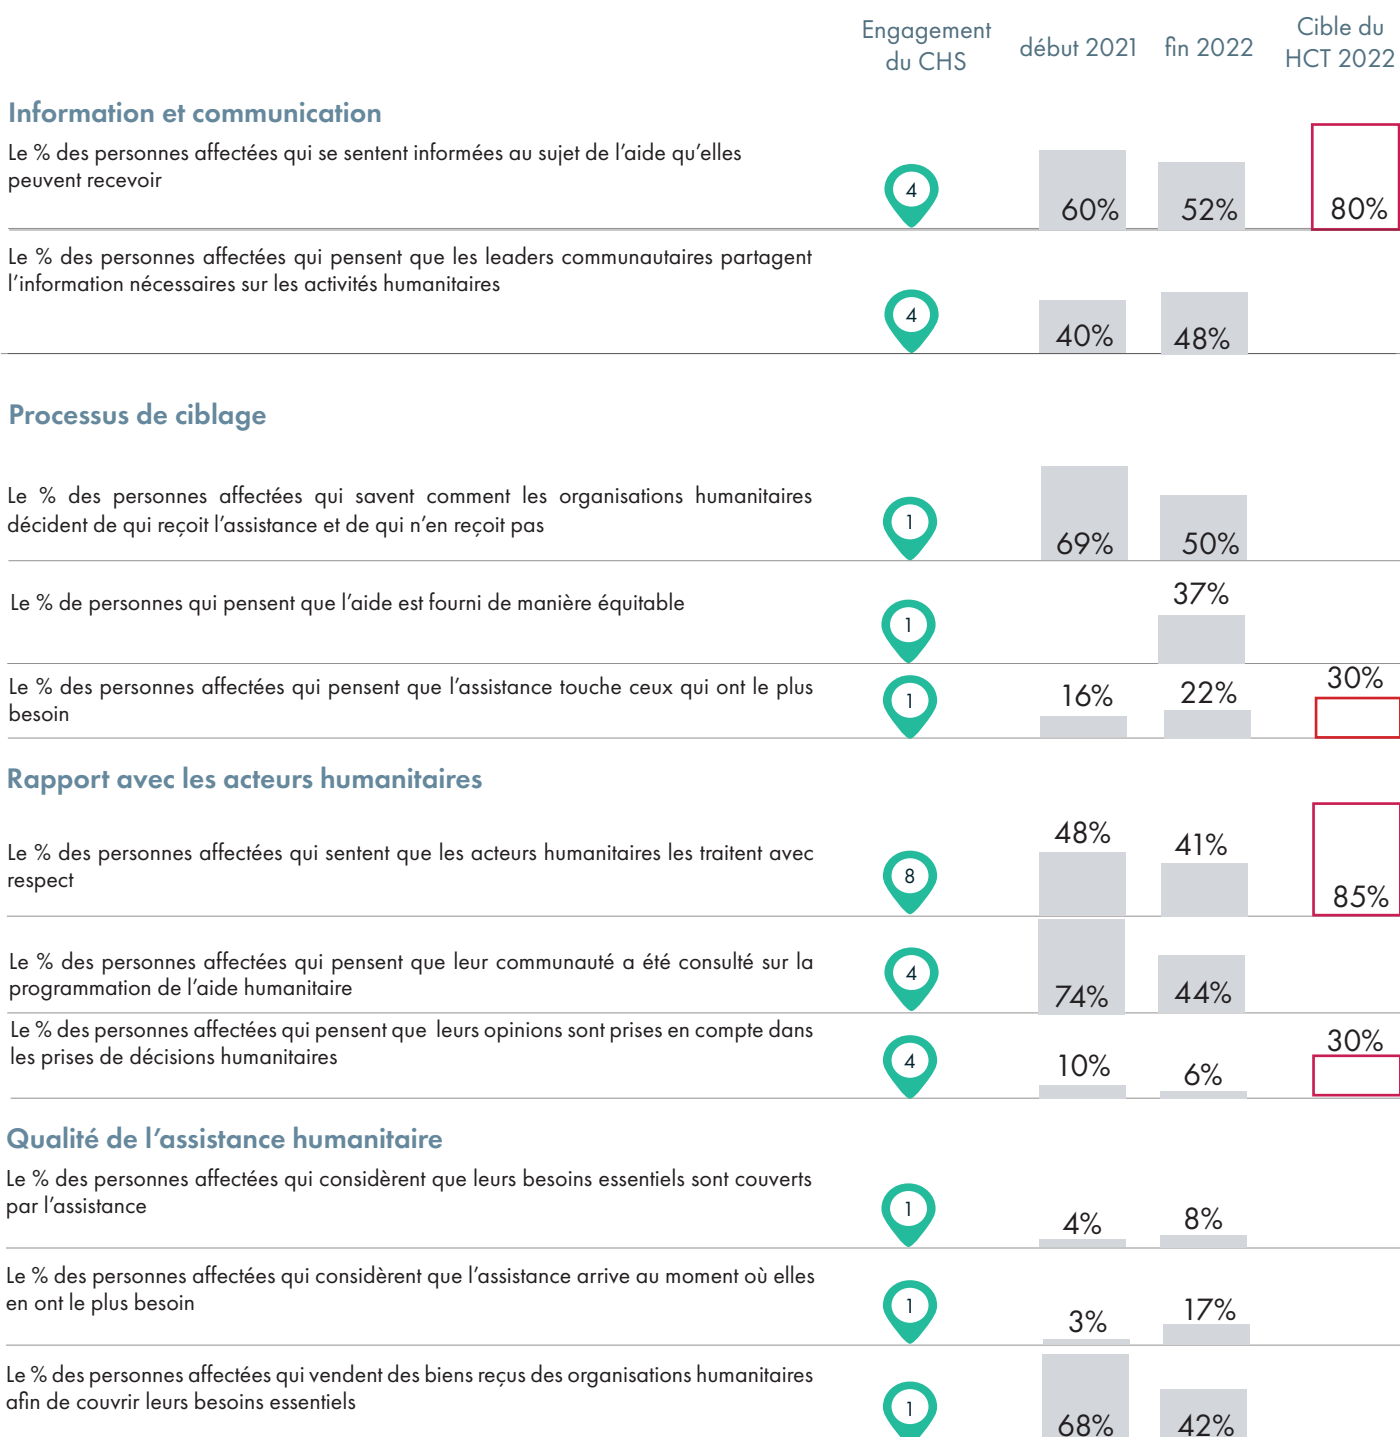 Engagement
du CHS
début 2021
fin 2022
Cible du
HCT 2022
Information et communication
Le % des personnes affectées qui se sentent informées au sujet de l'aide qu'elles
peuvent recevoir
4
60%
52%
80%
Le % des personnes affectées qui pensent que les leaders communautaires partagent
l'information nécessaires sur les activités humanitaires
4
40%
48%
Processus de ciblage
Le % des personnes affectées qui savent comment les organisations humanitaires
décident de qui reçoit l'assistance et de qui n'en reçoit pas
1
69%
50%
Le % de personnes qui pensent que l'aide est fourni de manière équitable
1
37%
Le % des personnes affectées qui pensent que l'assistance touche ceux qui ont le plus
besoin
1
16%
22%
30%
Rapport avec les acteurs humanitaires
Le % des personnes affectées qui sentent que les acteurs humanitaires les traitent avec
respect
8
48%
41%
85%
Le % des personnes affectées qui pensent que leur communauté a été consulté sur la
programmation de l'aide humanitaire
4
74%
44%
Le % des personnes affectées qui pensent que leurs opinions sont prises en compte dans
les prises de décisions humanitaires
4
10%
6%
30%
Qualité de l'assistance humanitaire
Le % des personnes affectées qui considèrent que leurs besoins essentiels sont couverts
par l'assistance
1
4%
8%
Le % des personnes affectées qui considèrent que l'assistance arrive au moment où elles
en ont le plus besoin
1
3%
17%
Le % des personnes affectées qui vendent des biens reçus des organisations humanitaires
afin de couvrir leurs besoins essentiels
1
68%
42%